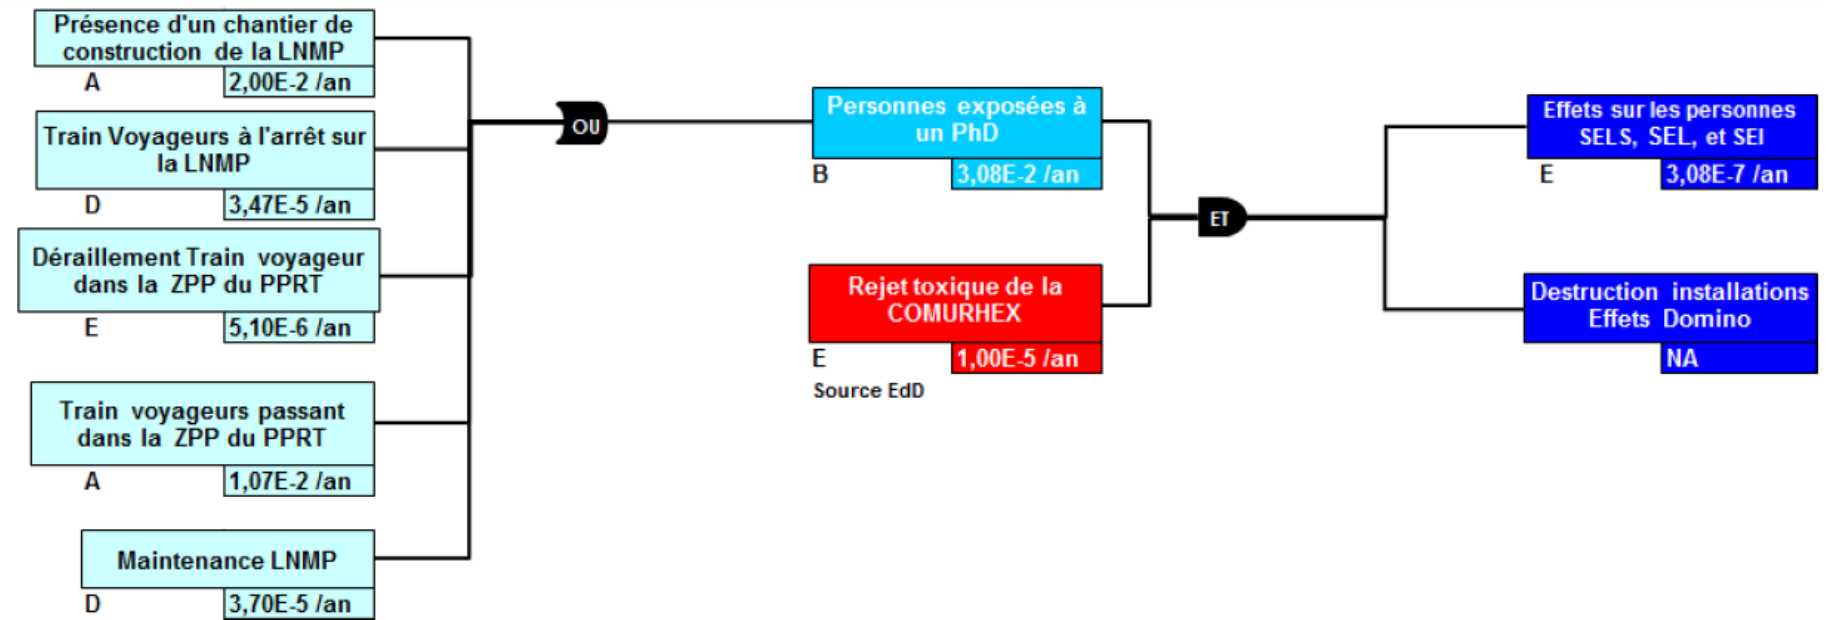 Présence d'un chantier de
construction de la LNMP
A
2,00E-2 /an
Train Voyageurs à l'arrêt sur
la LNMP
D
3,47E-5 /an
Déraillement Train voyageur
dans la ZPP du PPRT
E
5,10E-6 /an
Train voyageurs passant
dans la ZPP du PPRT
A
1,07E-2 /an
Maintenance LNMP
D
3,70E-5 /an
OU
Personnes exposées à
un PhD
B
3,08E-2 /an
Rejet toxique de la
COMURHEX
E
1,00E-5 /an
Source EdD
ET
Effets sur les personnes
SELS, SEL, et SEI
E
3,08E-7 /an
Destruction installations
Effets Domino
NA